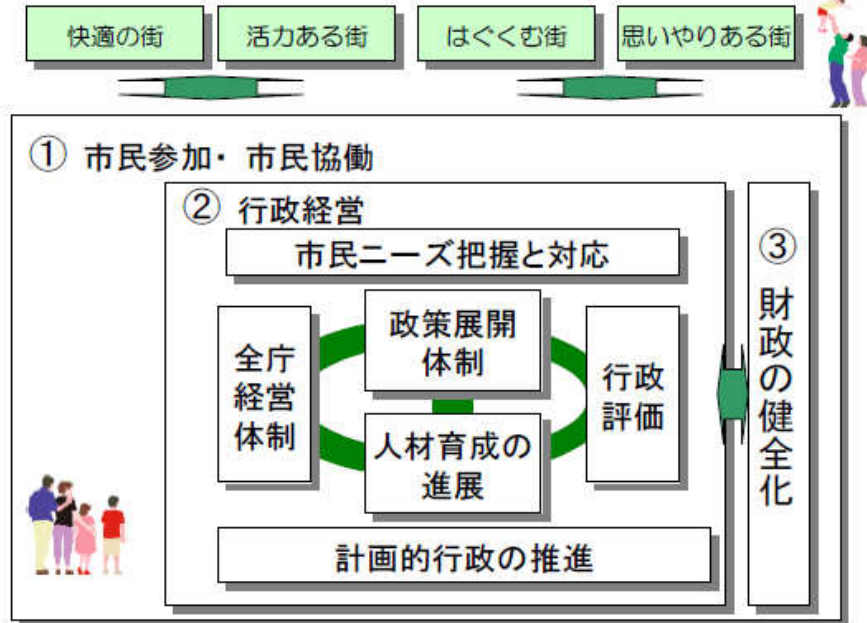 快適の街
活力ある街
はぐくむ街
思いやりある街
① 市民参加・市民協働
② 行政経営
市民ニーズ把握と対応
全庁
経営
体制
政策展開
体制
人材育成の
進展
行政
評価
計画的行政の推進
③ 財政の健全化